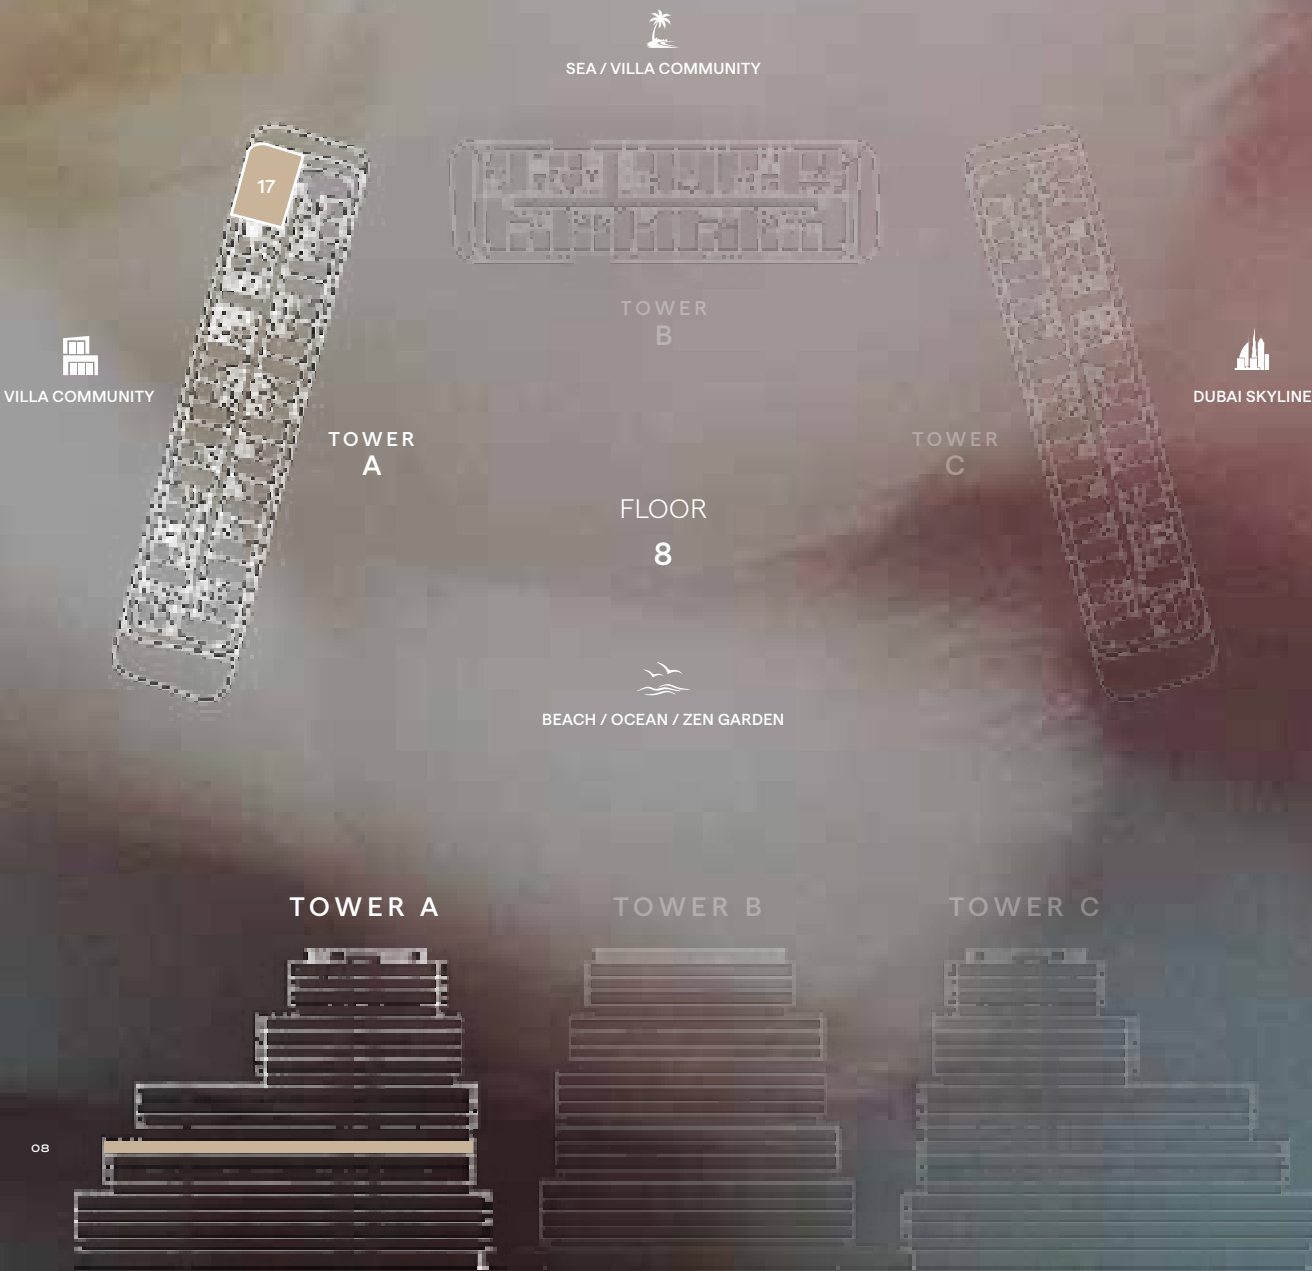 SEA / VILLA COMMUNITY
17
TOWER
B
VILLA COMMUNITY
DUBAI SKYLINE
TOWER
A
TOWER
C
FLOOR
8
BEACH / OCEAN / ZEN GARDEN
TOWER A
TOWER B
TOWER C
08